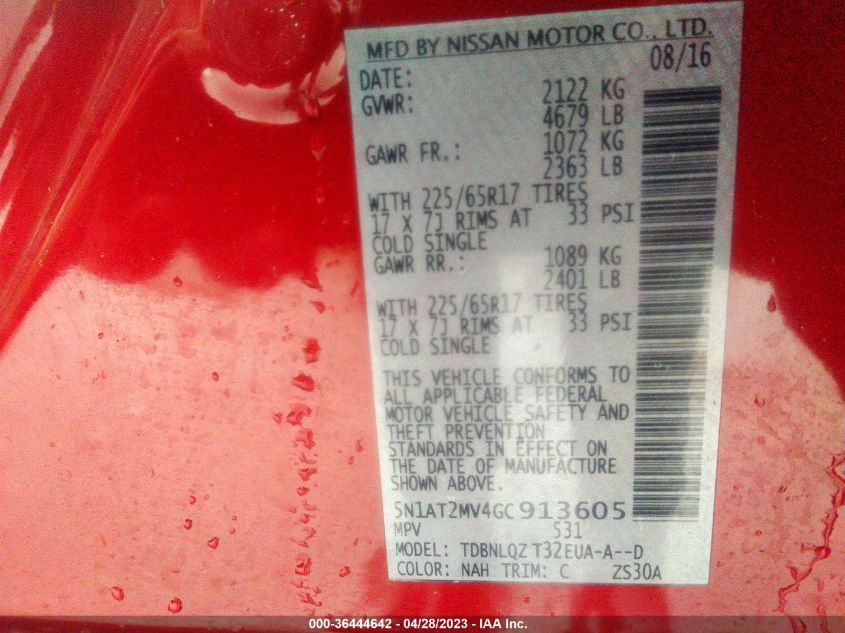 MFD BY NISSAN MOTOR CO., LTD.
DATE: 08/16
GVWR: 2122 KG
4679 LB
GAWR FR.: 1072 KG
2363 LB
WITH 225/65R17 TIRES
17 X 7J RIMS AT 33 PSI
COLD SINGLE
GAWR RR.: 1089 KG
2401 LB
WITH 225/65R17 TIRES
17 X 7J RIMS AT 33 PSI
COLD SINGLE
THIS VEHICLE CONFORMS TO
ALL APPLICABLE FEDERAL
MOTOR VEHICLE SAFETY AND
THEFT PREVENTION
STANDARDS IN EFFECT ON
THE DATE OF MANUFACTURE
SHOWN ABOVE.
5N1AT2MV4GC913605
MPV 531
MODEL: TDBNLQZ T32EUA-A--D
COLOR: NAH TRIM: C ZS30A
000-36444642 - 04/28/2023 - IAA Inc.